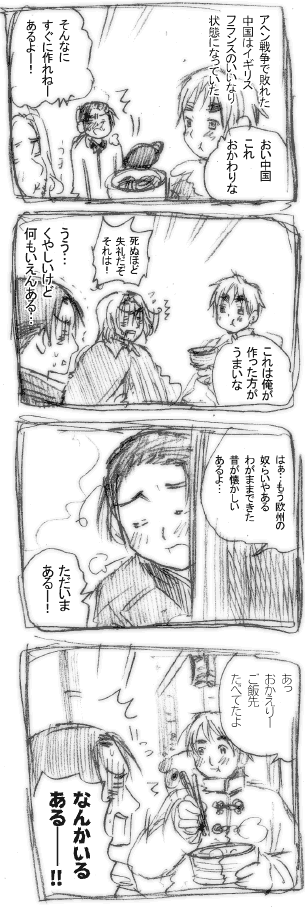 アヘン戦争で敗れた
中国はイギリス
フランスのいいなり
状態になっていた
おい中国
これ
おかわりな
そんなに
すぐに作れねー
あるよー！
これは俺が
作った方が
うまいな
死ぬほど
失礼だぞ
それは！
うう…
くやしいけど
何もいえんある…
はぁ…もう欧州の
奴らいやある
わがままできた
昔が懐かしい
あるよ…
ただいま
あるー！
あっ
おかえりー
ご飯先
たべてたよ
なんかいる
あるーー!!